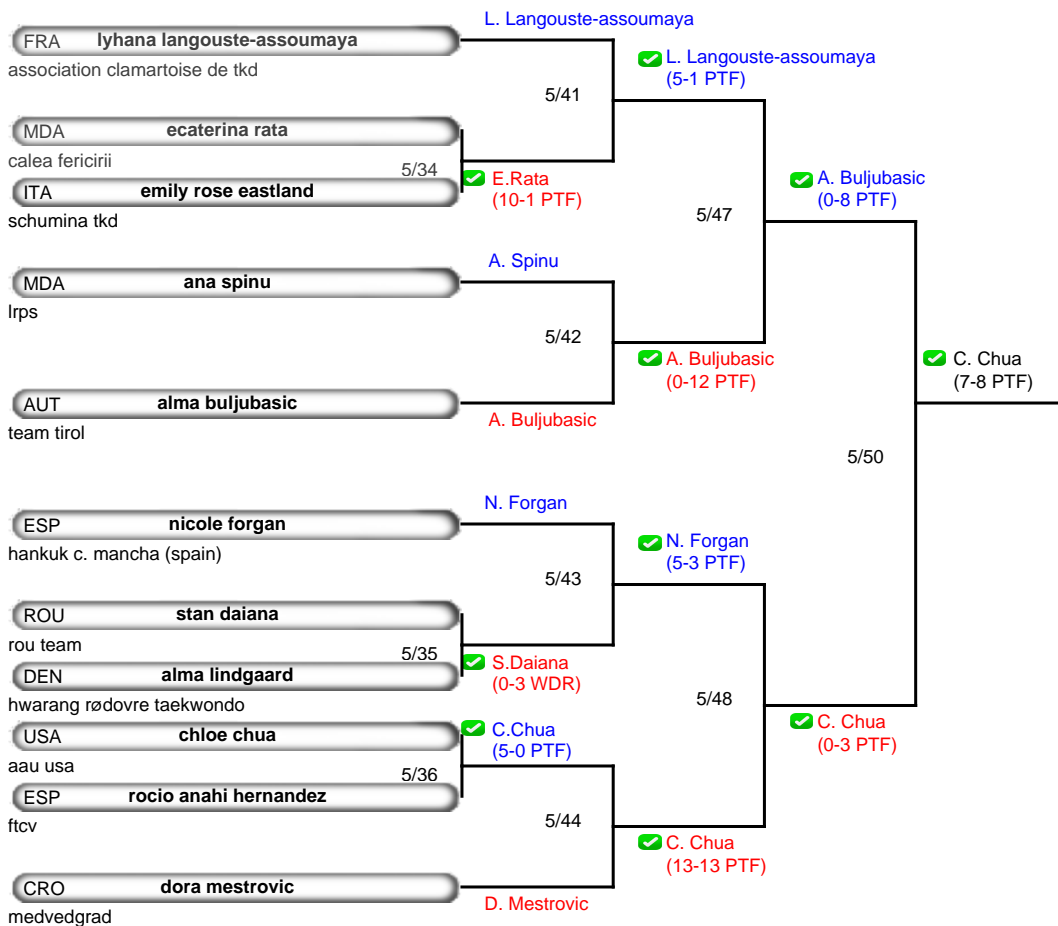 L. Langouste-assoumaya
FRA lyhana langouste-assoumaya
association clamartoise de tkd
L. Langouste-assoumaya
(5-1 PTF)
5/41
MDA ecaterina rata
calea fericirii
5/34
E.Rata
(10-1 PTF)
ITA emily rose eastland
schumina tkd
A. Buljubasic
(0-8 PTF)
5/47
A. Spinu
MDA ana spinu
lrps
5/42
A. Buljubasic
(0-12 PTF)
AUT alma buljubasic
team tirol
A. Buljubasic
C. Chua
(7-8 PTF)
5/50
N. Forgan
ESP nicole forgan
hankuk c. mancha (spain)
N. Forgan
(5-3 PTF)
5/43
ROU stan daiana
rou team
5/35
S.Daiana
(0-3 WDR)
DEN alma lindgaard
hwarang rødovre taekwondo
5/48
C. Chua
(0-3 PTF)
USA chloe chua
aau usa
C.Chua
(5-0 PTF)
5/36
ESP rocio anahi hernandez
ftcv
5/44
C. Chua
(13-13 PTF)
CRO dora mestrovic
medvedgrad
D. Mestrovic